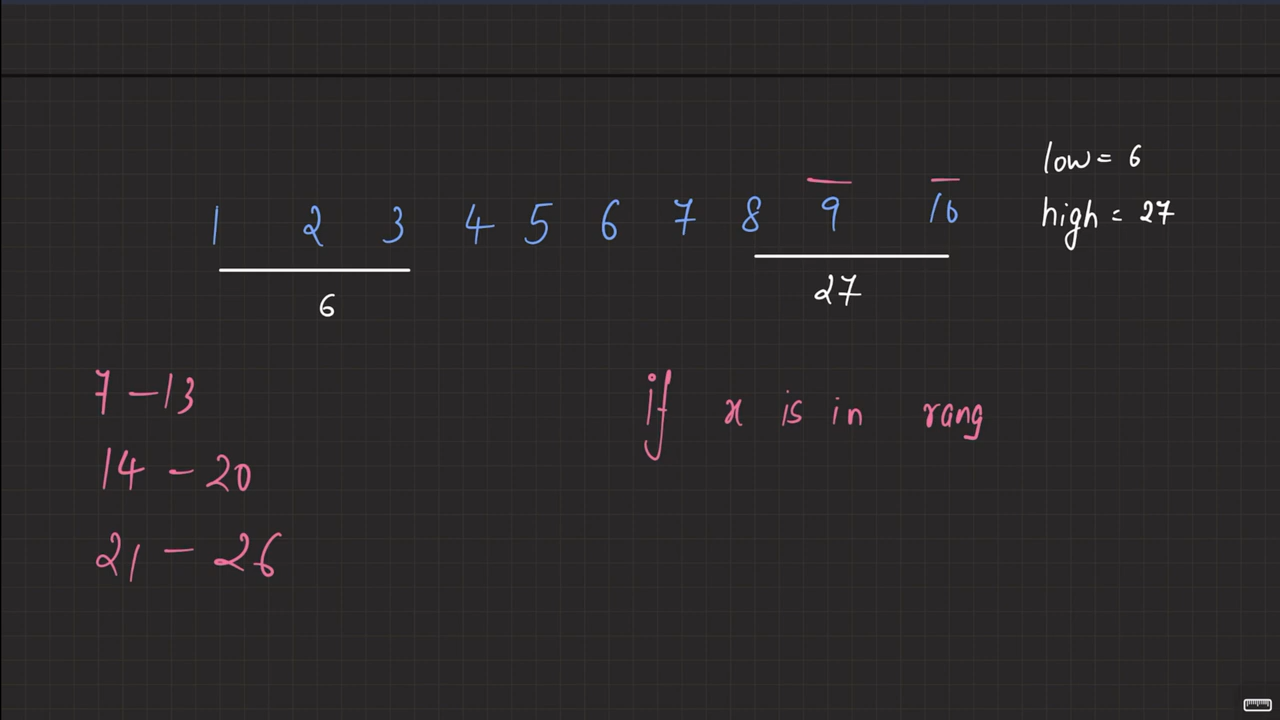 low = 6
high = 27
1 2 3 4 5 6 7 8 9 10
6 27
7 – 13
14 – 20
21 – 26
if x is in rang